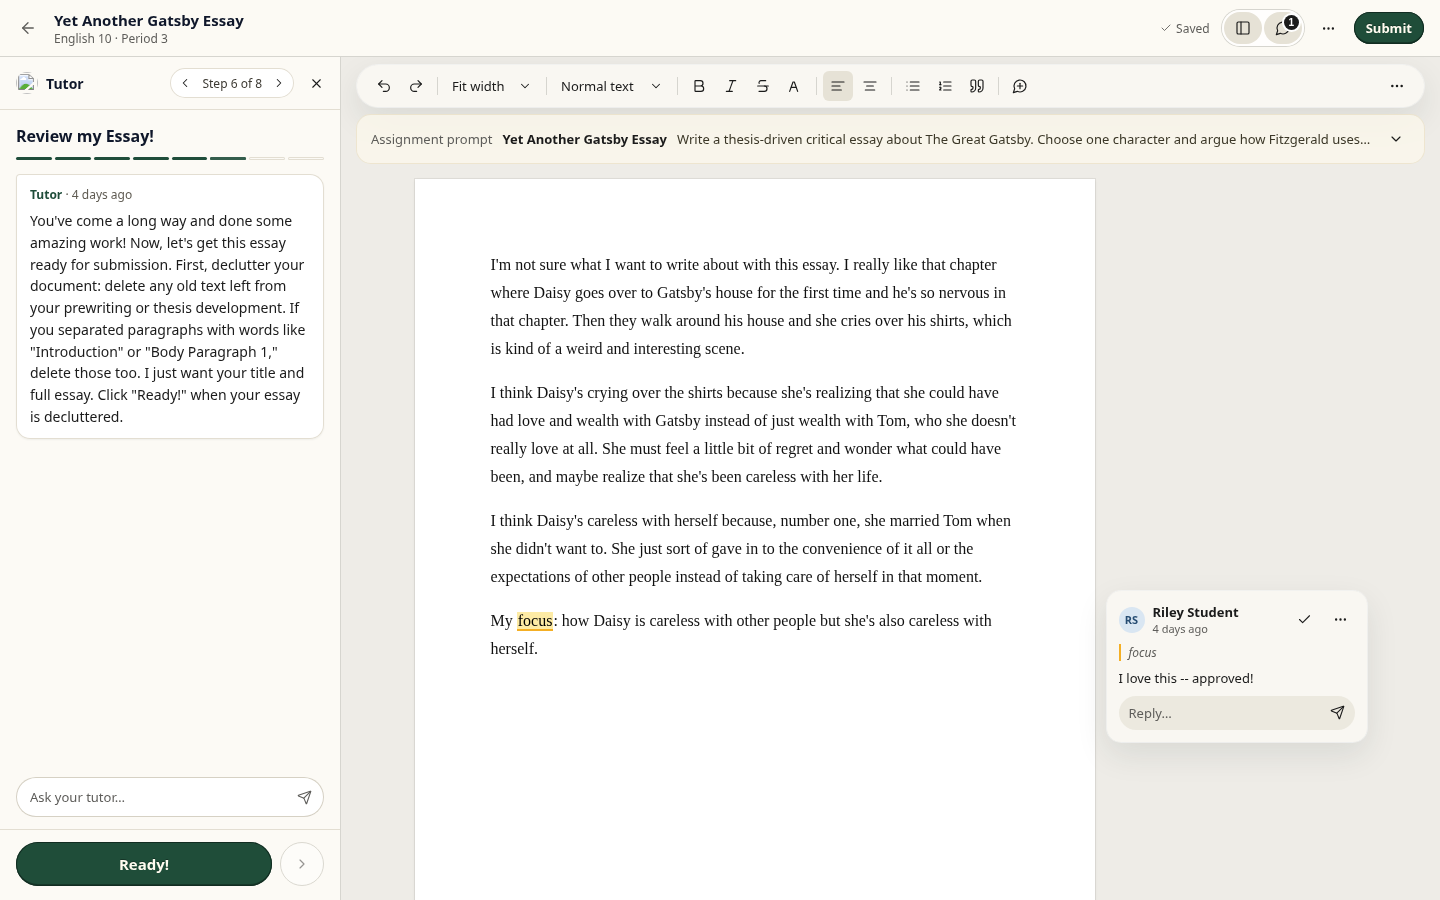 Yet Another Gatsby Essay
English 10 · Period 3
Saved
1
Submit
Tutor
Step 6 of 8
Review my Essay!
Tutor · 4 days ago
You've come a long way and done some
amazing work! Now, let's get this essay
ready for submission. First, declutter your
document: delete any old text left from
your prewriting or thesis development. If
you separated paragraphs with words like
"Introduction" or "Body Paragraph 1,"
delete those too. I just want your title and
full essay. Click "Ready!" when your essay
is decluttered.
Ask your tutor...
Ready!
Fit width
Normal text
B I S A
Assignment prompt Yet Another Gatsby Essay Write a thesis-driven critical essay about The Great Gatsby. Choose one character and argue how Fitzgerald uses...
I'm not sure what I want to write about with this essay. I really like that chapter
where Daisy goes over to Gatsby's house for the first time and he's so nervous in
that chapter. Then they walk around his house and she cries over his shirts, which
is kind of a weird and interesting scene.
I think Daisy's crying over the shirts because she's realizing that she could have
had love and wealth with Gatsby instead of just wealth with Tom, who she doesn't
really love at all. She must feel a little bit of regret and wonder what could have
been, and maybe realize that she's been careless with her life.
I think Daisy's careless with herself because, number one, she married Tom when
she didn't want to. She just sort of gave in to the convenience of it all or the
expectations of other people instead of taking care of herself in that moment.
My focus: how Daisy is careless with other people but she's also careless with
herself.
RS
Riley Student
4 days ago
focus
I love this -- approved!
Reply...